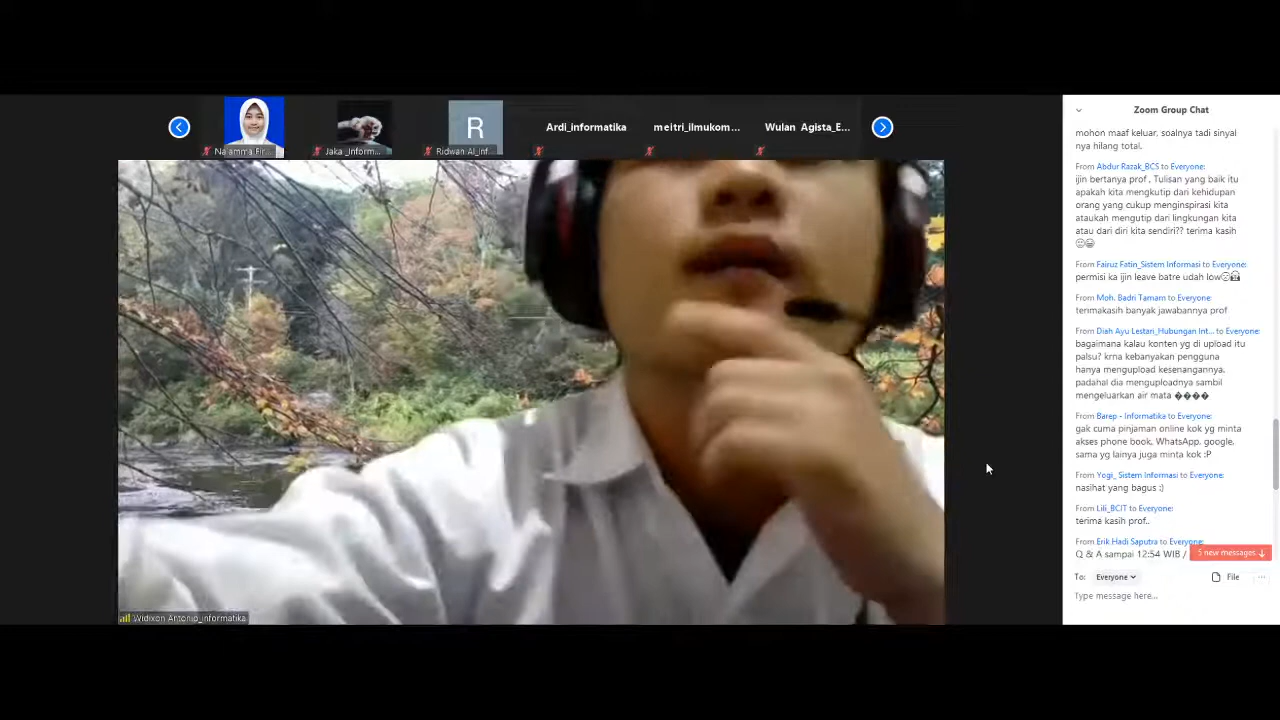 Zoom Group Chat
R
Ardi_informatika
meitri_ilmukom...
Wulan Agista_E...
Na amma Fir...
Jaka _Inform...
Ridwan Al_Inf...
mohon maaf keluar, soalnya tadi sinyal
nya hilang total.
From Abdur Razak_BCS to Everyone:
ijin bertanya prof , Tulisan yang baik itu
apakah kita mengkutip dari kehidupan
orang yang cukup menginspirasi kita
ataukah mengutip dari lingkungan kita
atau dari diri kita sendiri?? terima kasih
From Fairuz Fatin_Sistem Informasi to Everyone:
permisi ka ijin leave batre udah low
From Moh. Badri Tamam to Everyone:
terimakasih banyak jawabannya prof
From Diah Ayu Lestari_Hubungan Int... to Everyone:
bagaimana kalau konten yg di upload itu
palsu? krna kebanyakan pengguna
hanya mengupload kesenangannya.
padahal dia menguploadnya sambil
mengeluarkan air mata ����
From Barep - Informatika to Everyone:
gak cuma pinjaman online kok yg minta
akses phone book, WhatsApp, google,
sama yg lainya juga minta kok :P
From Yogi_ Sistem Informasi to Everyone:
nasihat yang bagus :)
From Lili_BCIT to Everyone:
terima kasih prof..
From Erik Hadi Saputra to Everyone:
Q & A sampai 12:54 WIB /
5 new messages ↓
To: Everyone
File
...
Type message here...
Widixon Antonip_informatika